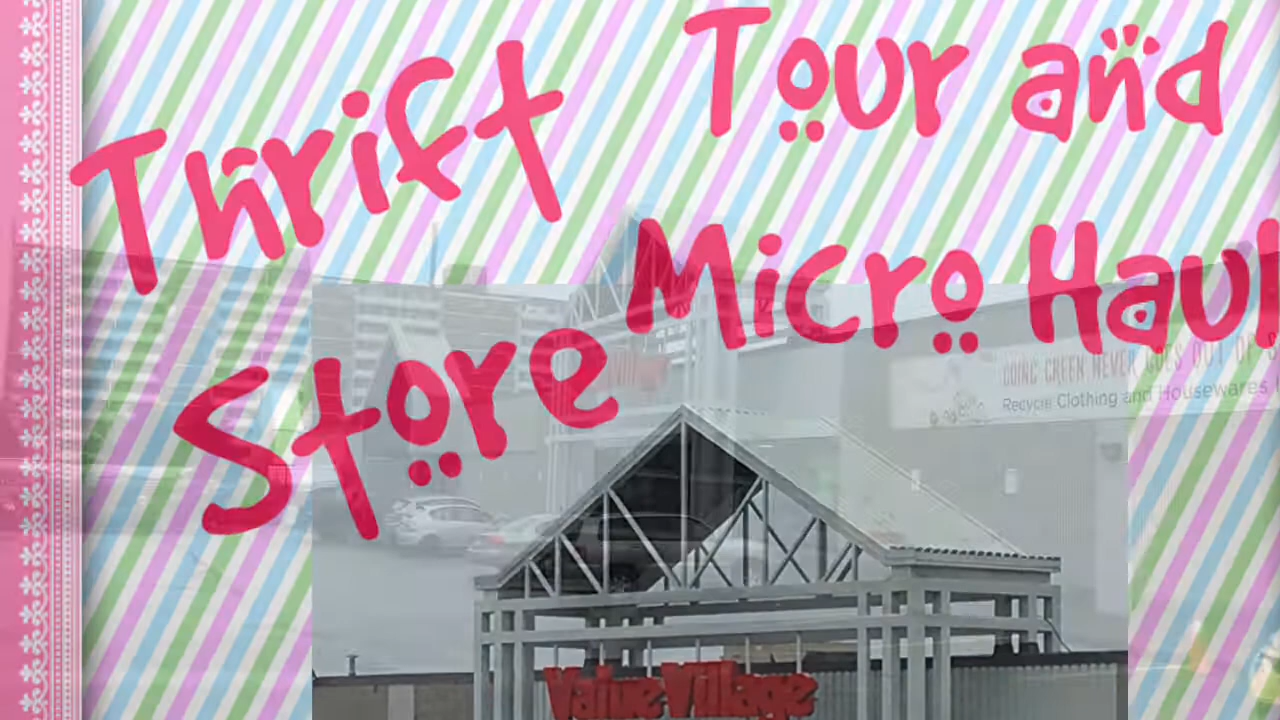 Thrift
Store
Tour and
Micro Haul
GOING GREEN NEVER GOES OUT OF
Recycle Clothing and Housewares
Value Village